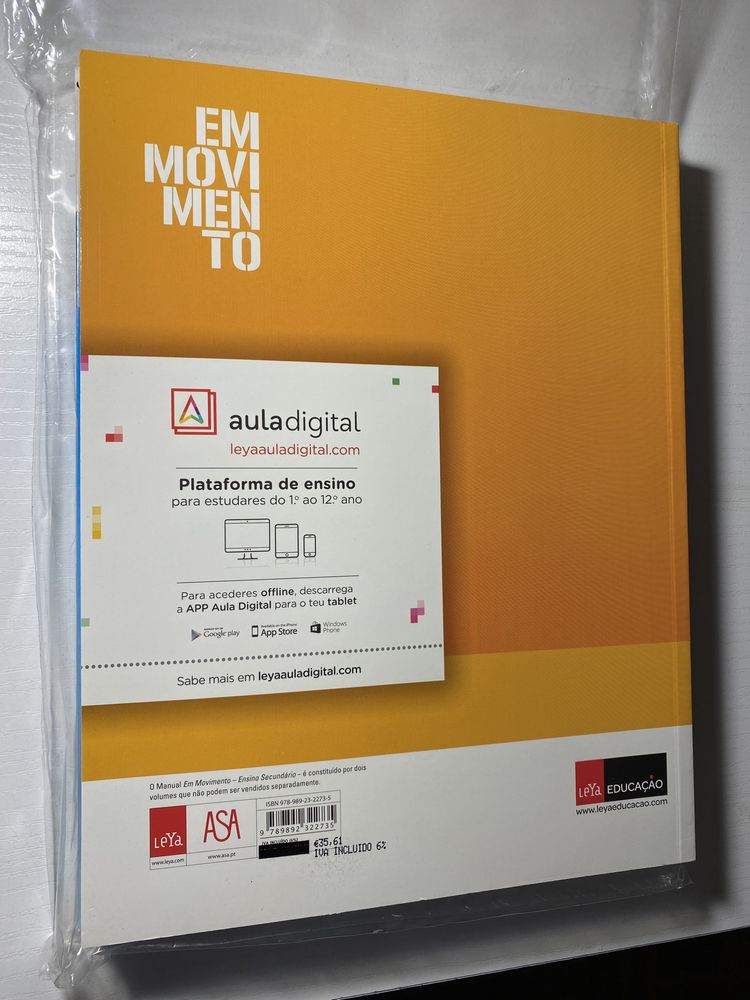 EM
MOVI
MEN
TO
auladigital
leyaauladigital.com
Plataforma de ensino
para estudares do 1.º ao 12.º ano
Para acederes offline, descarrega
a APP Aula Digital para o teu tablet
Google play
Available on the iPhone
App Store
Windows
Phone
Sabe mais em leyaauladigital.com
O Manual Em Movimento – Ensino Secundário – é constituído por dois
volumes que não podem ser vendidos separadamente.
LeYa
www.leya.com
ASA
www.asa.pt
ISBN 978-989-23-2273-5
9 789892 322735
€35,61
IVA INCLUIDO 6%
LeYa EDUCAÇÃO
www.leyaeducacao.com